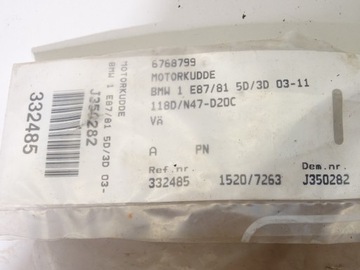 6768799
MOTORKUDDE
BMW 1 E87/81 5D/3D 03-11
118D/N47-D20C
Vä
A PN
Ref.nr. Dem.nr.
332485 1520/7263 J350282
MOTORKUDDE
BMW 1 E87/81 5D/3D 03-
J350282
332485